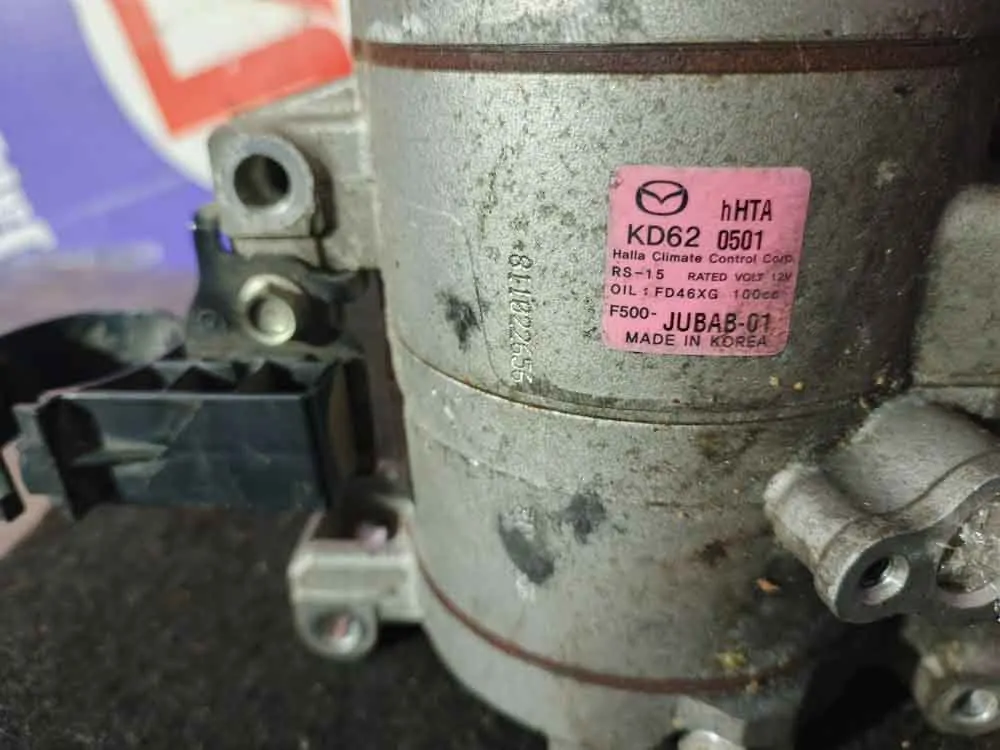 hHTA
KD62 0501
Halla Climate Control Corp.
RS-15 RATED VOLT 12V
OIL : FD46XG 100cc
F500-JUBAB-01
MADE IN KOREA